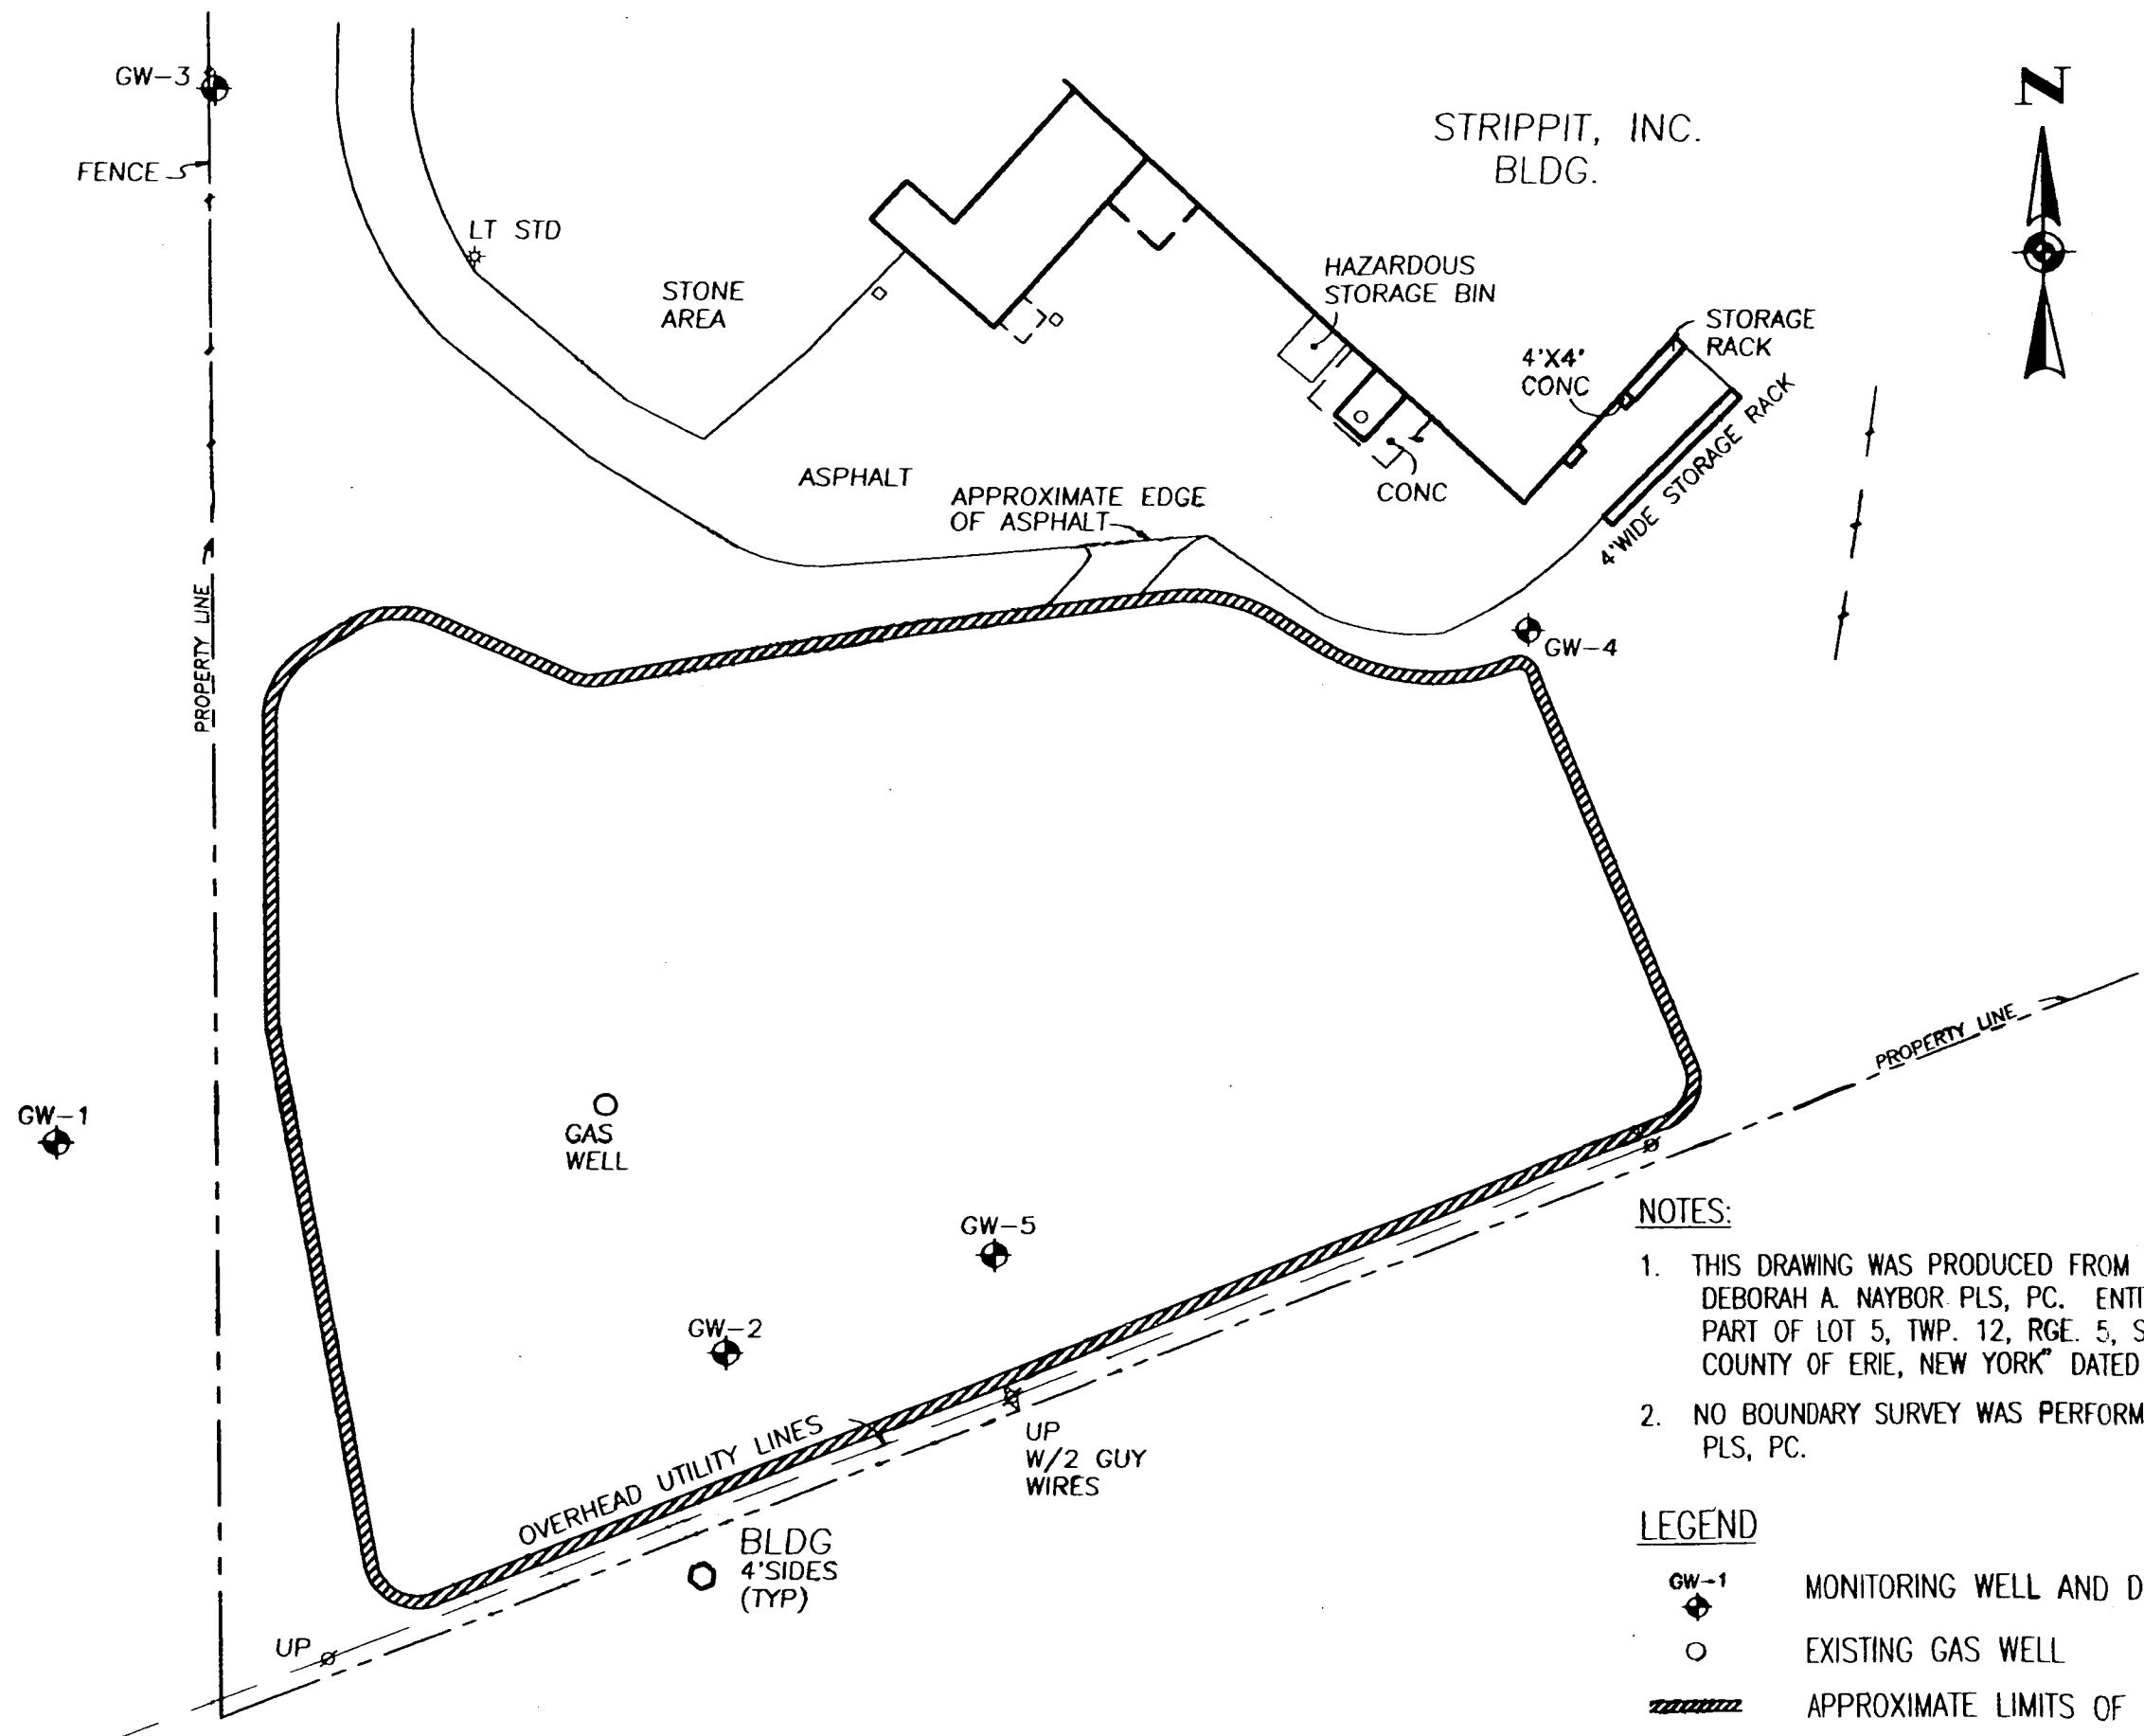 GW-3
FENCE
LT STD
STONE
AREA
STRIPPIT, INC.
BLDG.
N
HAZARDOUS
STORAGE BIN
STORAGE
RACK
4'X4'
CONC
4'WIDE STORAGE RACK
CONC
ASPHALT
APPROXIMATE EDGE
OF ASPHALT
PROPERTY LINE
GW-4
GW-1
GAS
WELL
GW-5
GW-2
PROPERTY LINE
OVERHEAD UTILITY LINES
UP
W/2 GUY
WIRES
BLDG
4'SIDES
(TYP)
UP
NOTES:
1. THIS DRAWING WAS PRODUCED FROM
DEBORAH A. NAYBOR PLS, PC. ENTI
PART OF LOT 5, TWP. 12, RGE. 5, S
COUNTY OF ERIE, NEW YORK" DATED
2. NO BOUNDARY SURVEY WAS PERFORM
PLS, PC.
LEGEND
GW-1 MONITORING WELL AND D
EXISTING GAS WELL
APPROXIMATE LIMITS OF